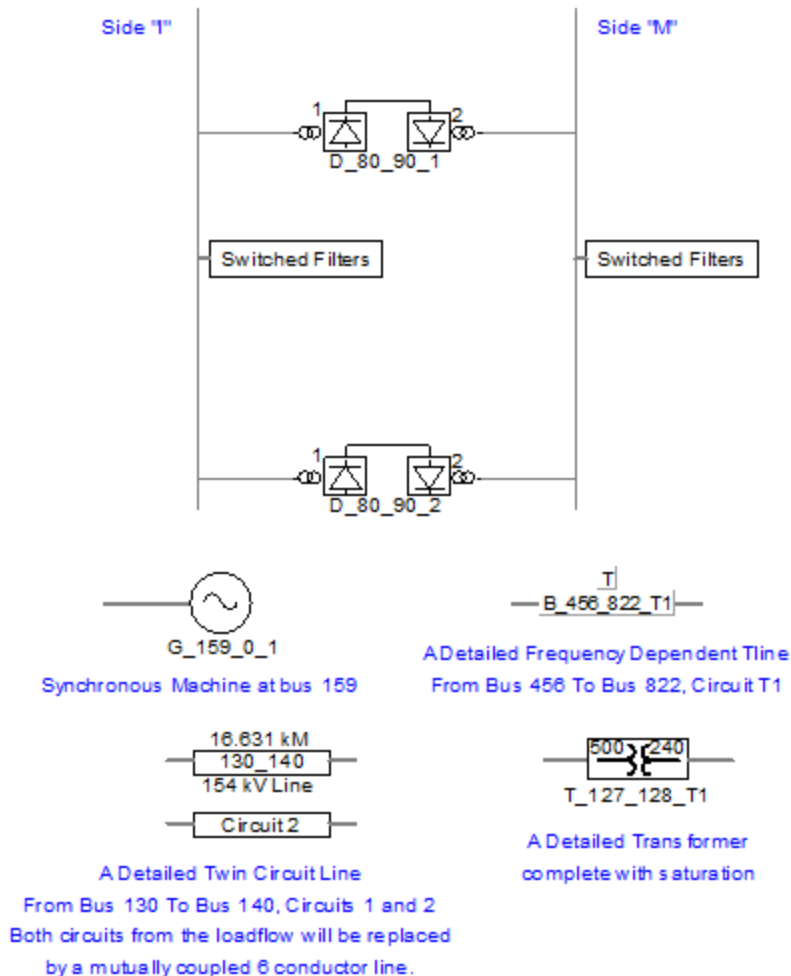 Side "I"
Side "M"
1
2
D_80_90_1
Switched Filters
Switched Filters
1
2
D_80_90_2
G_159_0_1
Synchronous Machine at bus 159
T
B_456_822_T1
A Detailed Frequency Dependent Tline
From Bus 456 To Bus 822, Circuit T1
16.631 kM
130_140
154 kV Line
Circuit 2
A Detailed Twin Circuit Line
From Bus 130 To Bus 140, Circuits 1 and 2
Both circuits from the loadflow will be replaced
by a mutually coupled 6 conductor line.
500
240
T_127_128_T1
A Detailed Transformer
complete with saturation